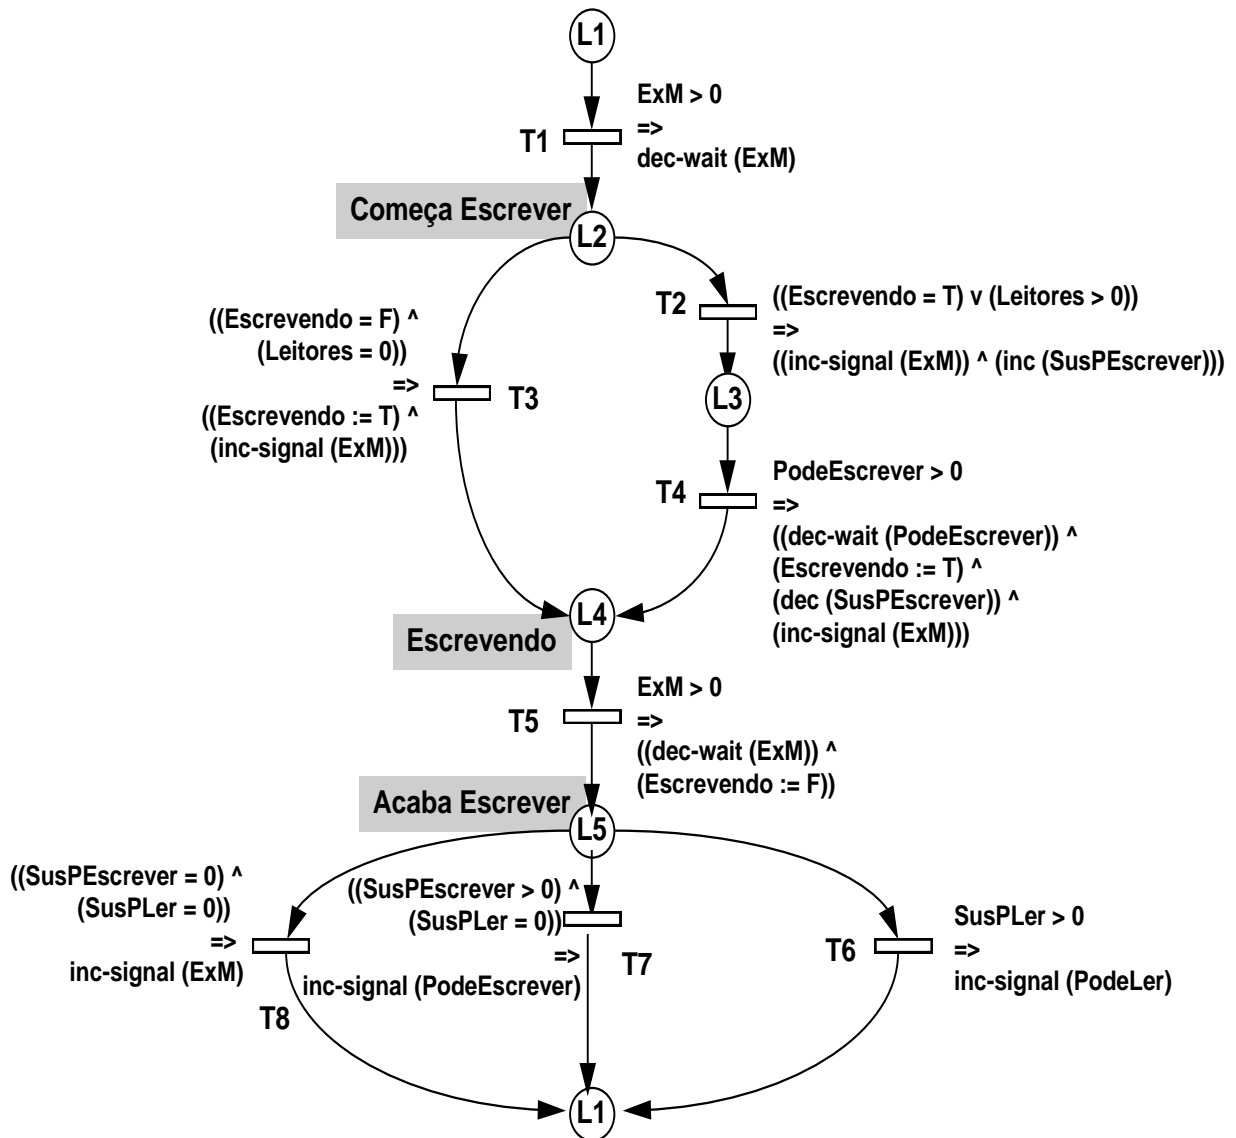 L1
ExM > 0
=>
T1
dec-wait (ExM)
Começa Escrever
L2
T2
((Escrevendo = T) v (Leitores > 0))
=>
((inc-signal (ExM)) ^ (inc (SusPEscrever)))
((Escrevendo = F) ^
(Leitores = 0))
=>
((Escrevendo := T) ^
(inc-signal (ExM)))
T3
L3
T4
PodeEscrever > 0
=>
((dec-wait (PodeEscrever)) ^
(Escrevendo := T) ^
(dec (SusPEscrever)) ^
(inc-signal (ExM)))
L4
Escrevendo
T5
ExM > 0
=>
((dec-wait (ExM)) ^
(Escrevendo := F))
Acaba Escrever
L5
((SusPEscrever = 0) ^
(SusPLer = 0))
=>
inc-signal (ExM)
T8
((SusPEscrever > 0) ^
(SusPLer = 0))
=>
inc-signal (PodeEscrever)
T7
T6
SusPLer > 0
=>
inc-signal (PodeLer)
L1